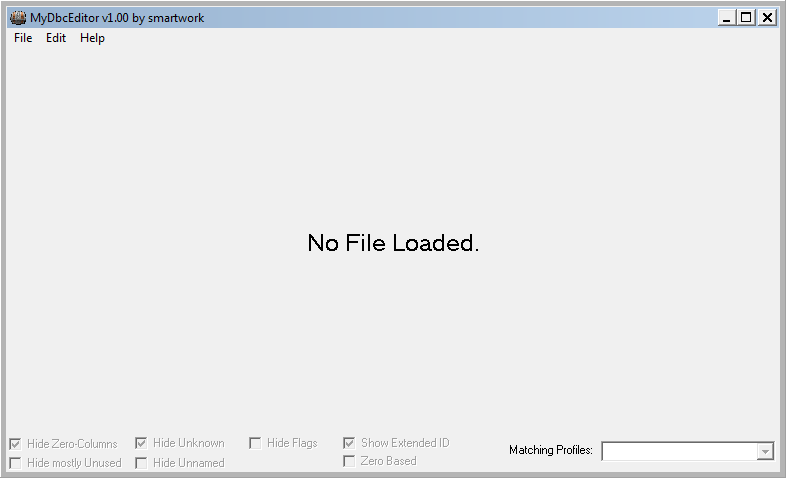 MyDbcEditor v1.00 by smartwork
File Edit Help
No File Loaded.
Hide Zero-Columns Hide Unknown Hide Flags Show Extended ID
Hide mostly Unused Hide Unnamed Zero Based
Matching Profiles: